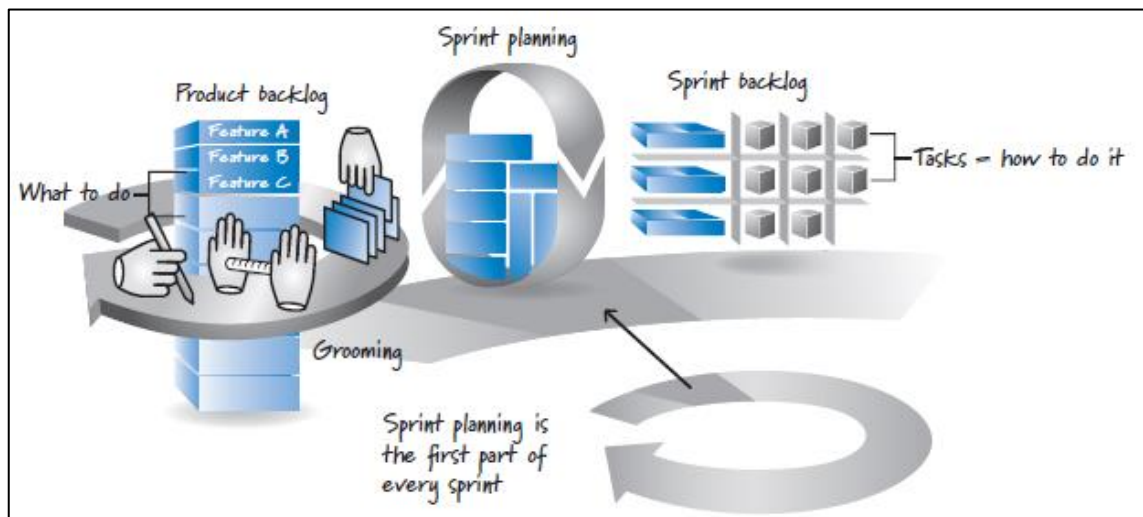 Sprint planning
Product backlog
Sprint backlog
Feature A
Feature B
Feature C
What to do
Tasks = how to do it
Grooming
Sprint planning is
the first part of
every sprint